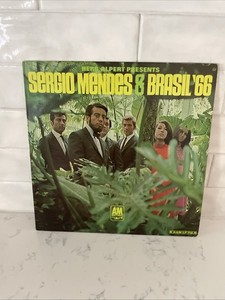 HERB ALPERT PRESENTS
SERGIO MENDES & BRASIL '66
A&M